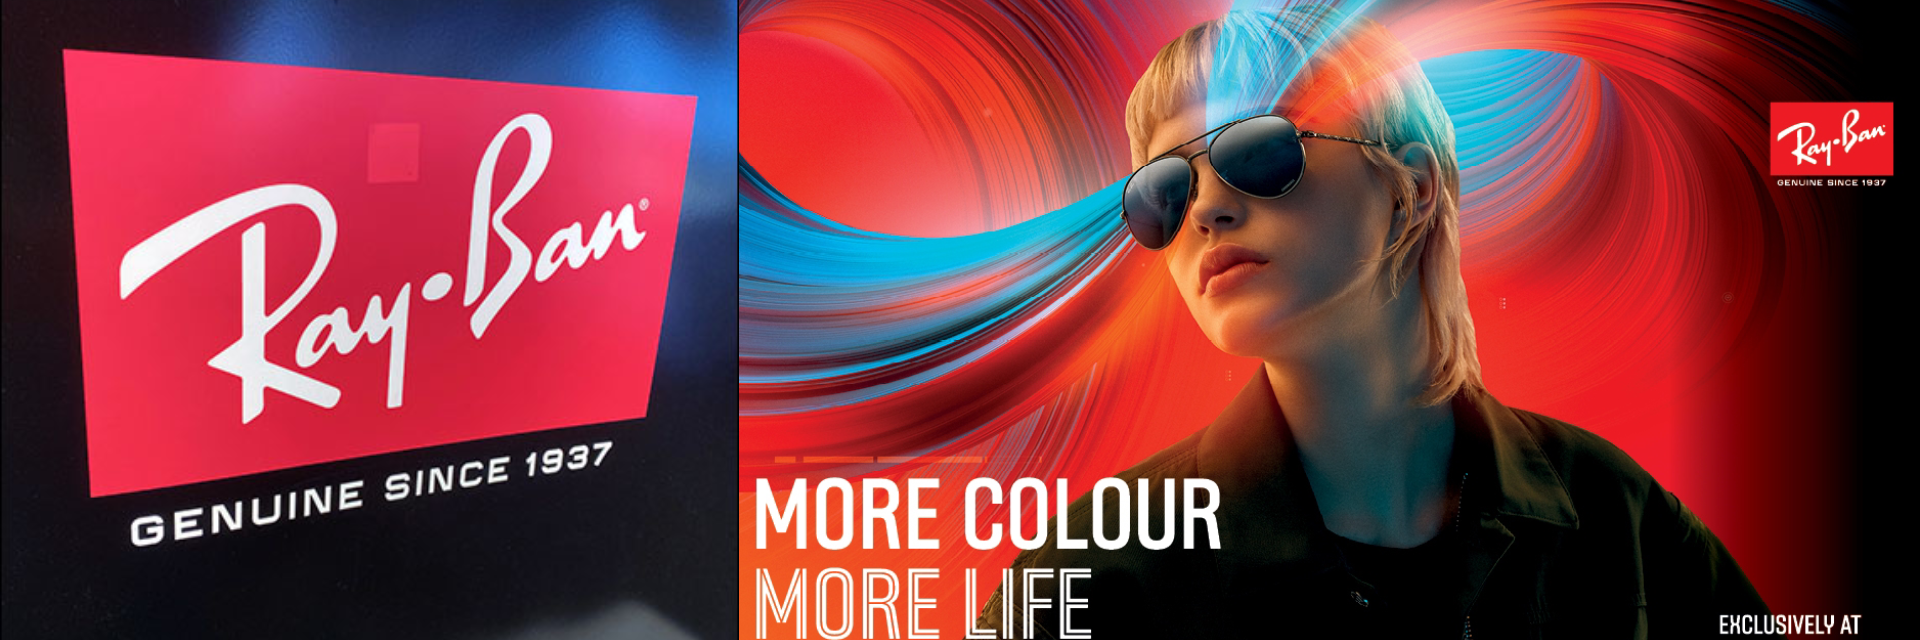 Ray-Ban®
GENUINE SINCE 1937
Ray-Ban
GENUINE SINCE 1937
MORE COLOUR
MORE LIFE
EXCLUSIVELY AT